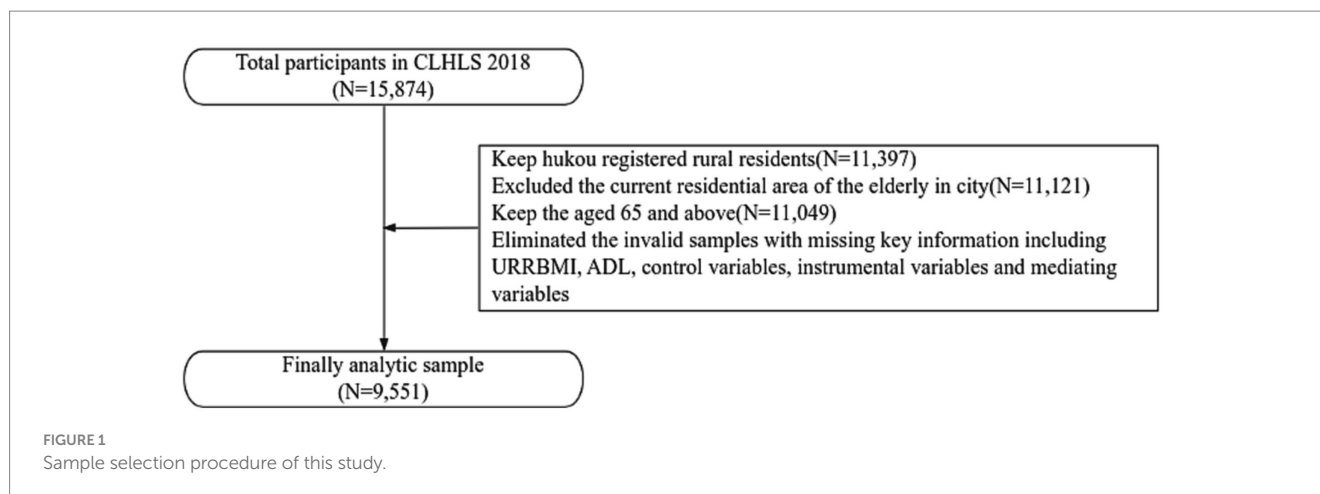 Total participants in CLHLS 2018
(N=15,874)
Keep hukou registered rural residents(N=11,397)
Excluded the current residential area of the elderly in city(N=11,121)
Keep the aged 65 and above(N=11,049)
Eliminated the invalid samples with missing key information including
URRBMI, ADL, control variables, instrumental variables and mediating
variables
Finally analytic sample
(N=9,551)
FIGURE 1
Sample selection procedure of this study.